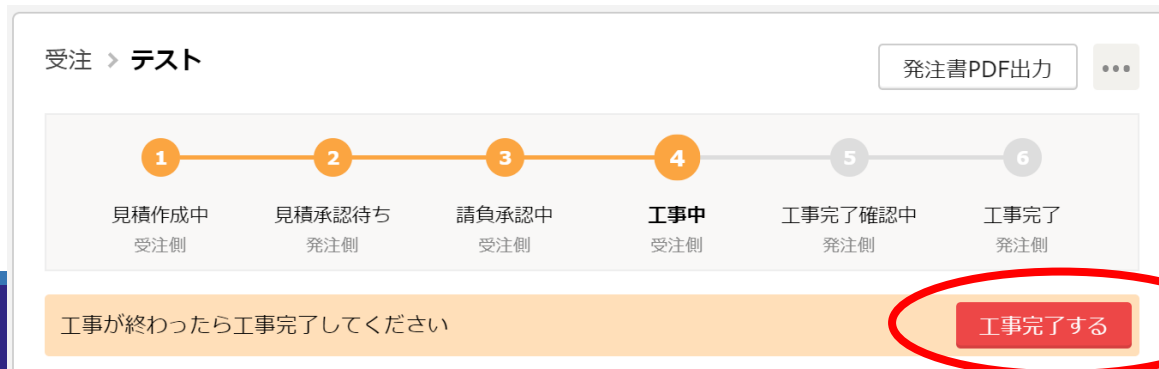 受注 > テスト
発注書PDF出力 •••
1 2 3 4 5 6
見積作成中 見積承認待ち 請負承認中 工事中 工事完了確認中 工事完了
受注側 発注側 受注側 受注側 発注側 発注側
工事が終わったら工事完了してください
工事完了する